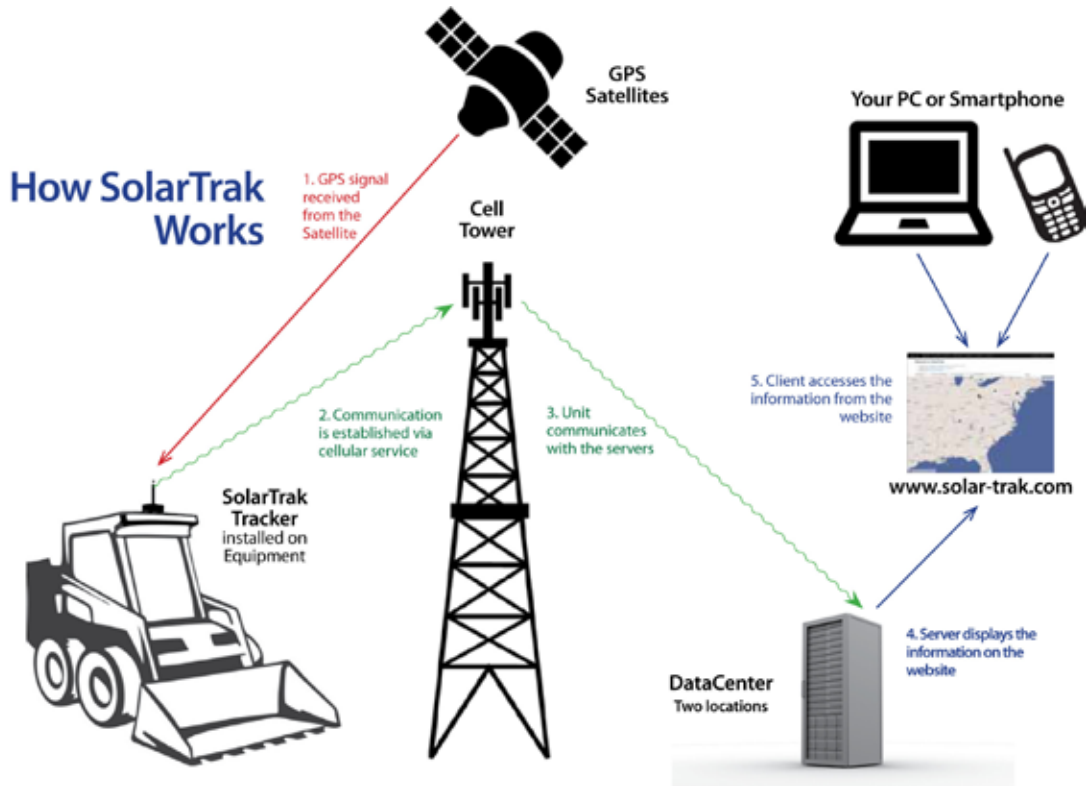 GPS
Satellites
Your PC or Smartphone
How SolarTrak
Works
1. GPS signal
received
from the
Satellite
Cell
Tower
2. Communication
is established via
cellular service
3. Unit
communicates
with the servers
5. Client accesses the
information from the
website
www.solar-trak.com
SolarTrak
Tracker
installed on
Equipment
4. Server displays the
information on the
website
DataCenter
Two locations